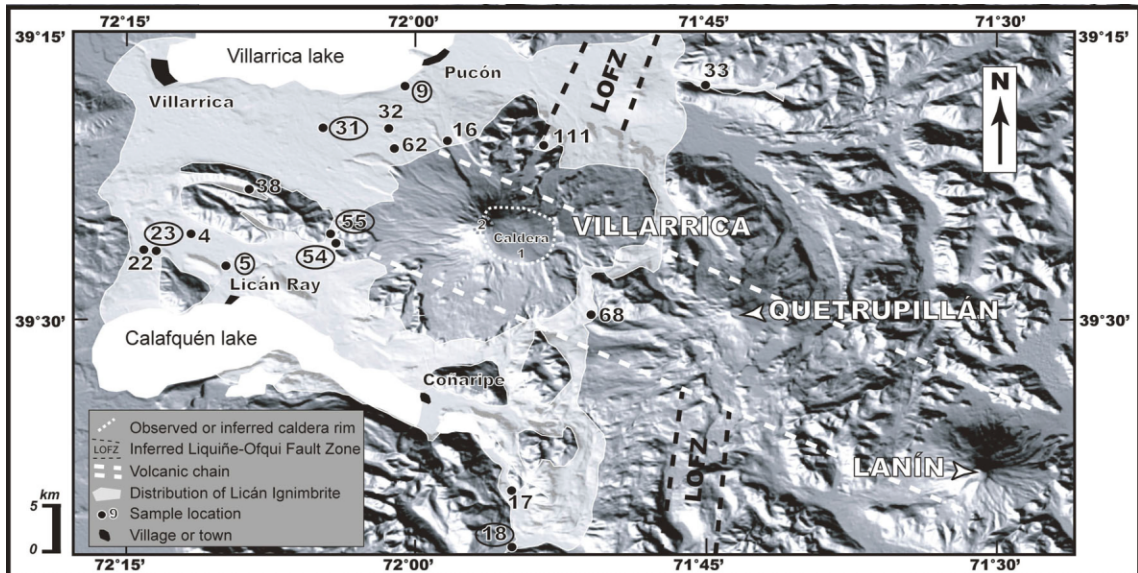 72°15' 72°00' 71°45' 71°30'
39°15' 39°15'
Villarrica lake
Pucón
Villarrica
LOFZ
33
N
9
31
32
16
62
111
38
VILLARRICA
55
2
Caldera
1
23
4
54
22
5
Licán Ray
QUETRUPILLÁN
39°30' 39°30'
68
Calafquén lake
Coñaripe
LOFZ
LANÍN
Observed or inferred caldera rim
LOFZ Inferred Liquiñe-Ofqui Fault Zone
Volcanic chain
Distribution of Licán Ignimbrite
9 Sample location
Village or town
km
5
0
17
18
72°15' 72°00' 71°45' 71°30'